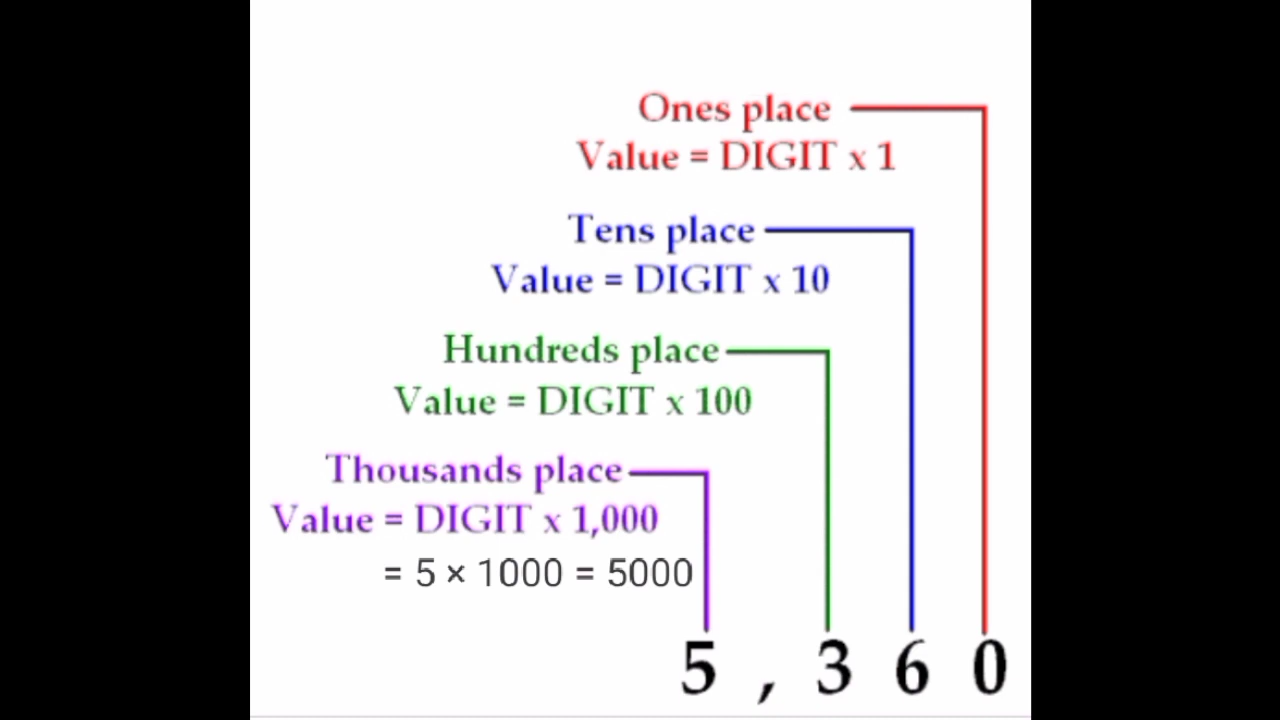 Ones place
Value = DIGIT x 1
Tens place
Value = DIGIT x 10
Hundreds place
Value = DIGIT x 100
Thousands place
Value = DIGIT x 1,000
= 5 × 1000 = 5000
5 , 3 6 0